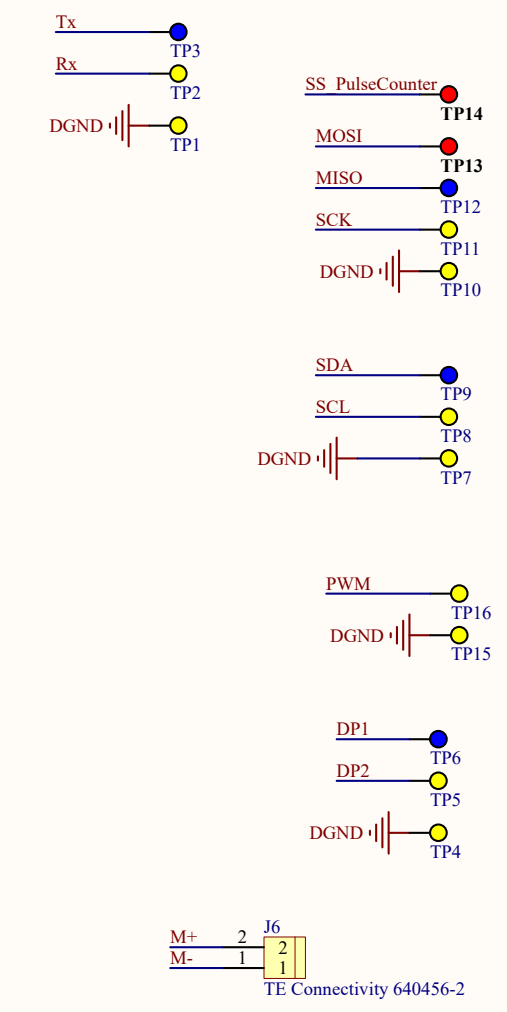 Tx
TP3
Rx
TP2
DGND
TP1
SS_PulseCounter
TP14
MOSI
TP13
MISO
TP12
SCK
TP11
DGND
TP10
SDA
TP9
SCL
TP8
DGND
TP7
PWM
TP16
DGND
TP15
DP1
TP6
DP2
TP5
DGND
TP4
J6
M+ 2 2
M- 1 1
TE Connectivity 640456-2